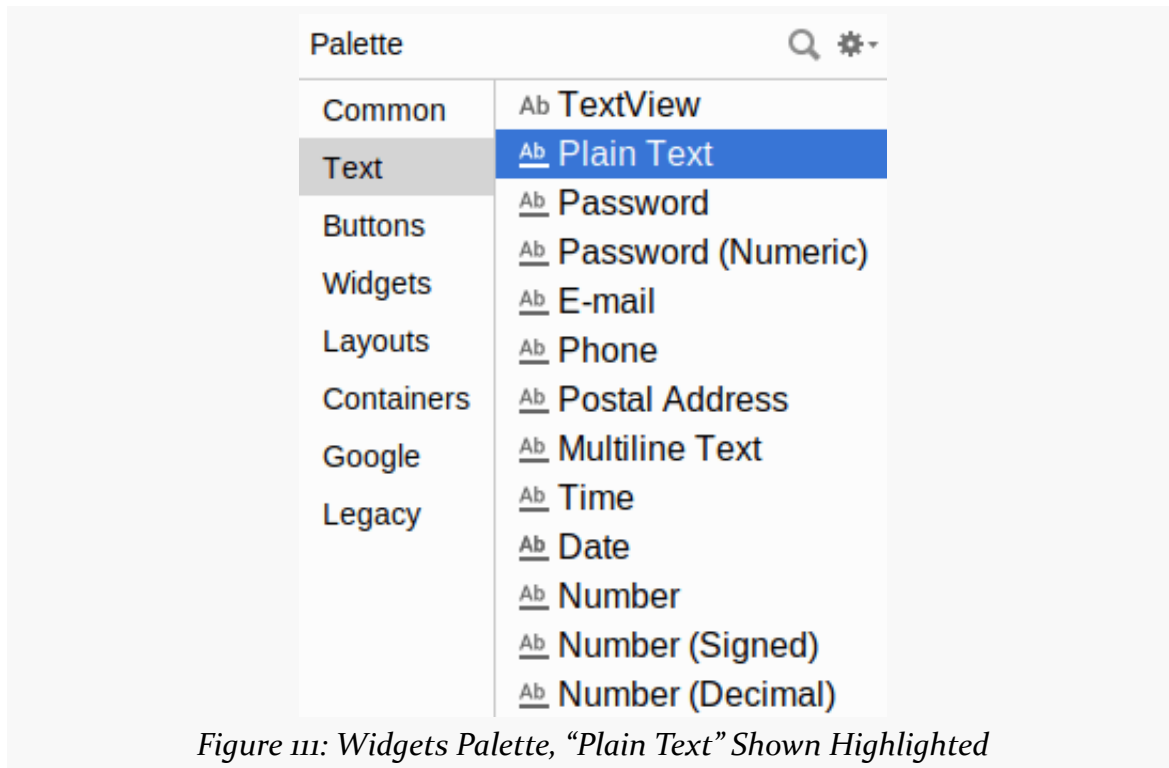 Palette
Common
Text
Buttons
Widgets
Layouts
Containers
Google
Legacy
Ab TextView
Ab Plain Text
Ab Password
Ab Password (Numeric)
Ab E-mail
Ab Phone
Ab Postal Address
Ab Multiline Text
Ab Time
Ab Date
Ab Number
Ab Number (Signed)
Ab Number (Decimal)
Figure 111: Widgets Palette, “Plain Text” Shown Highlighted